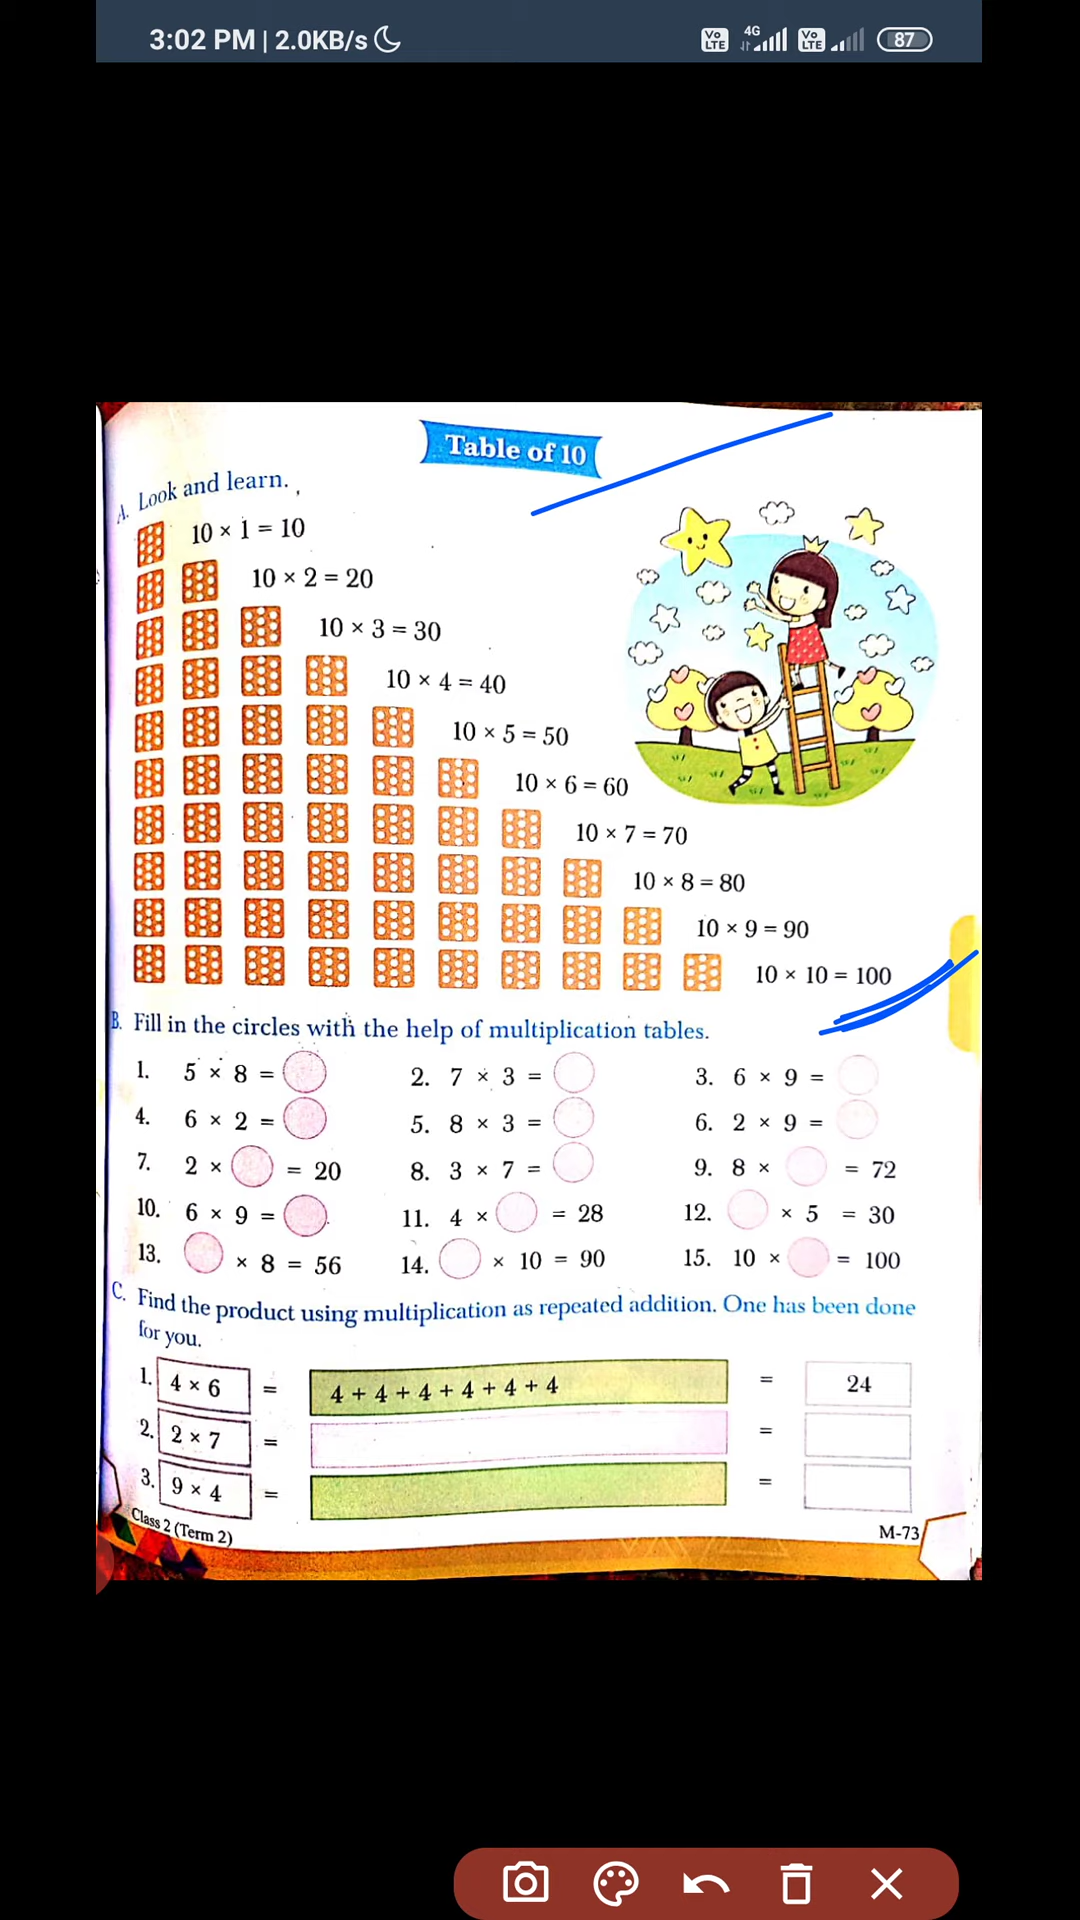 3:02 PM | 2.0KB/s Vo LTE 4G Vo LTE 87
Table of 10
A. Look and learn.
10 × 1 = 10
10 × 2 = 20
10 × 3 = 30
10 × 4 = 40
10 × 5 = 50
10 × 6 = 60
10 × 7 = 70
10 × 8 = 80
10 × 9 = 90
10 × 10 = 100
B. Fill in the circles with the help of multiplication tables.
1. 5 × 8 = 2. 7 × 3 = 3. 6 × 9 =
4. 6 × 2 = 5. 8 × 3 = 6. 2 × 9 =
7. 2 × = 20 8. 3 × 7 = 9. 8 × = 72
10. 6 × 9 = 11. 4 × = 28 12. × 5 = 30
13. × 8 = 56 14. × 10 = 90 15. 10 × = 100
C. Find the product using multiplication as repeated addition. One has been done
for you.
1. 4 × 6 = 4 + 4 + 4 + 4 + 4 + 4 = 24
2. 2 × 7 = =
3. 9 × 4 = =
Class 2 (Term 2) M-73